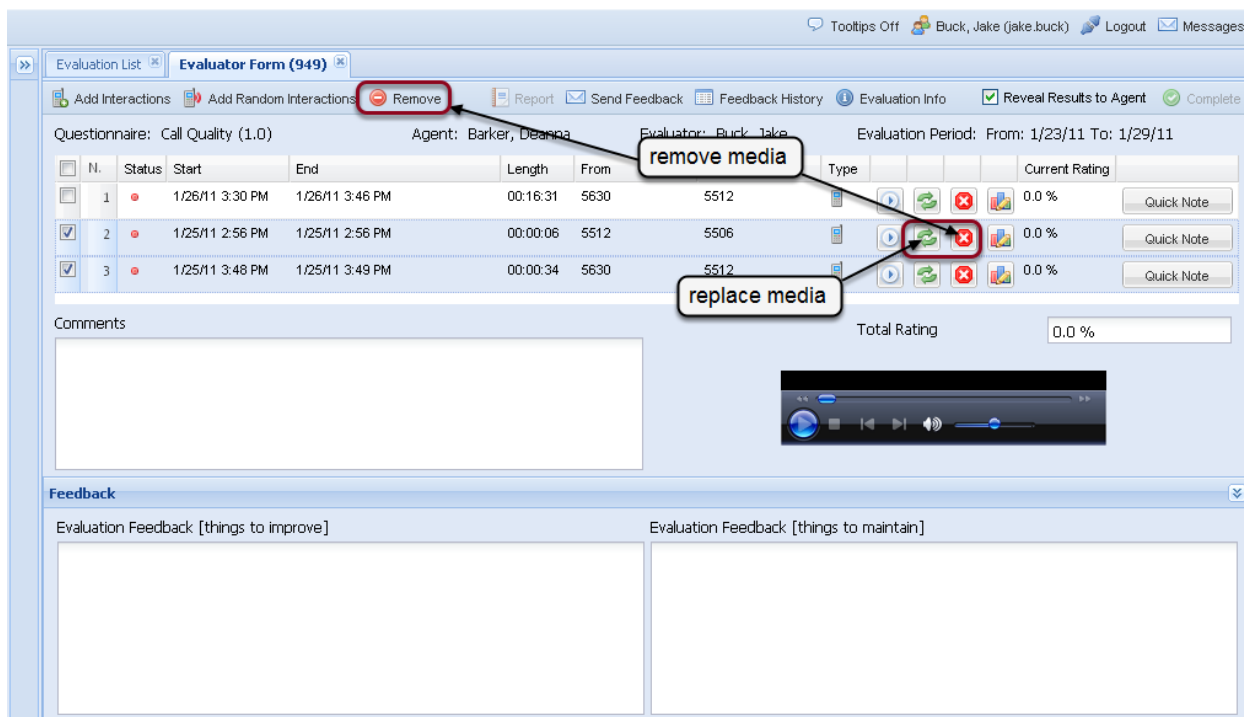 Tooltips Off Buck, Jake (jake.buck) Logout Messages
Evaluation List Evaluator Form (949)
Add Interactions Add Random Interactions Remove Report Send Feedback Feedback History Evaluation Info Reveal Results to Agent Complete
Questionnaire: Call Quality (1.0) Agent: Barker, Deanna Evaluator: Buck, Jake Evaluation Period: From: 1/23/11 To: 1/29/11
remove media
N. Status Start End Length From Type Current Rating
1 1/26/11 3:30 PM 1/26/11 3:46 PM 00:16:31 5630 5512 0.0 % Quick Note
2 1/25/11 2:56 PM 1/25/11 2:56 PM 00:00:06 5512 5506 0.0 % Quick Note
3 1/25/11 3:48 PM 1/25/11 3:49 PM 00:00:34 5630 5512 0.0 % Quick Note
replace media
Comments Total Rating 0.0 %
Feedback
Evaluation Feedback [things to improve] Evaluation Feedback [things to maintain]